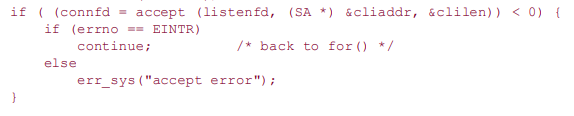 if ( (connfd = accept (listenfd, (SA *) &cliaddr, &clilen)) < 0) {
    if (errno == EINTR)
        continue;         /* back to for() */
    else
        err_sys("accept error");
}